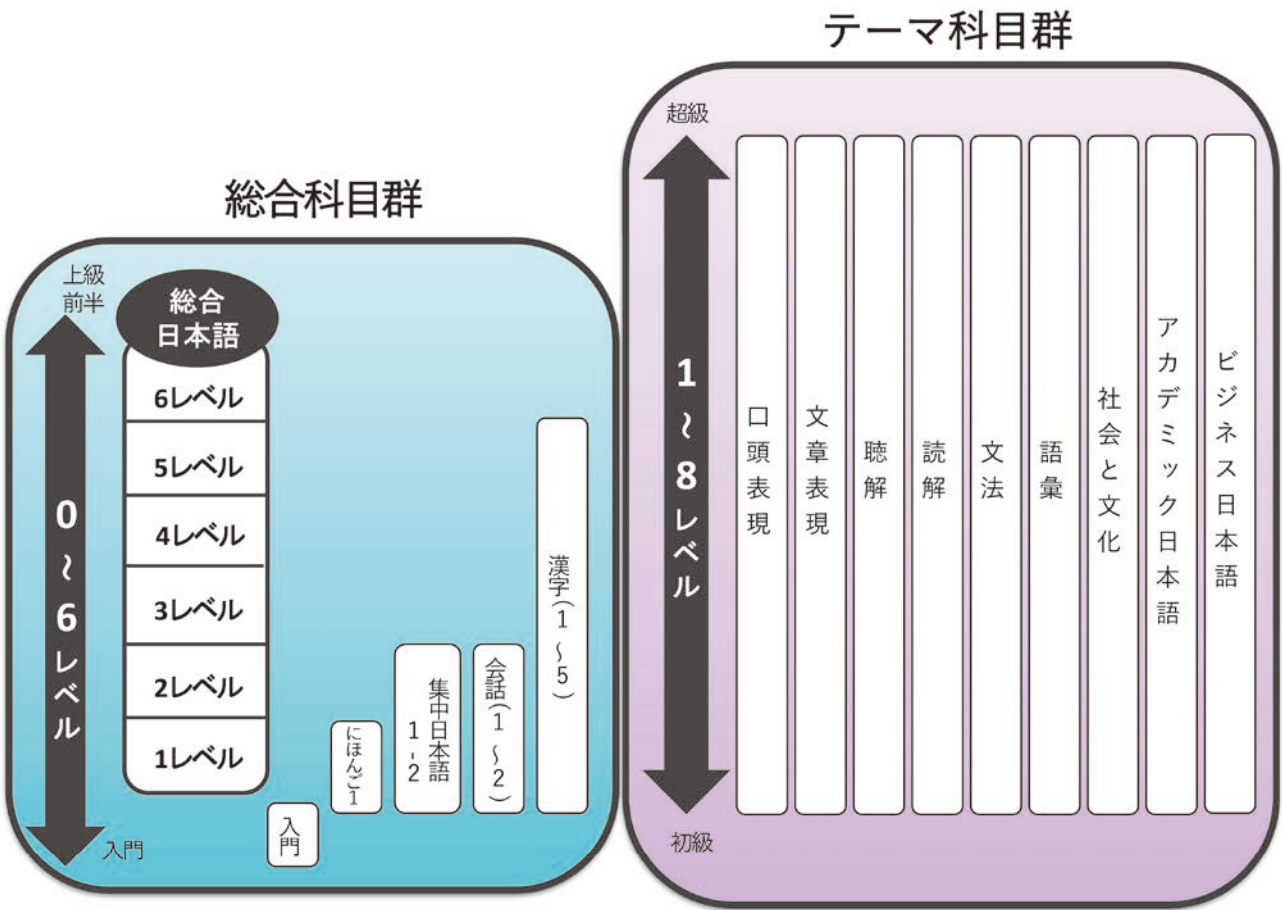 総合科目群
上級
前半
0～6レベル
入門
総合
日本語
6レベル
5レベル
4レベル
3レベル
2レベル
1レベル
入門
にほんご1
集中日本語
1-2
会話(1～2)
漢字(1～5)
テーマ科目群
超級
1～8レベル
初級
口頭表現
文章表現
聴解
読解
文法
語彙
社会と文化
アカデミック日本語
ビジネス日本語